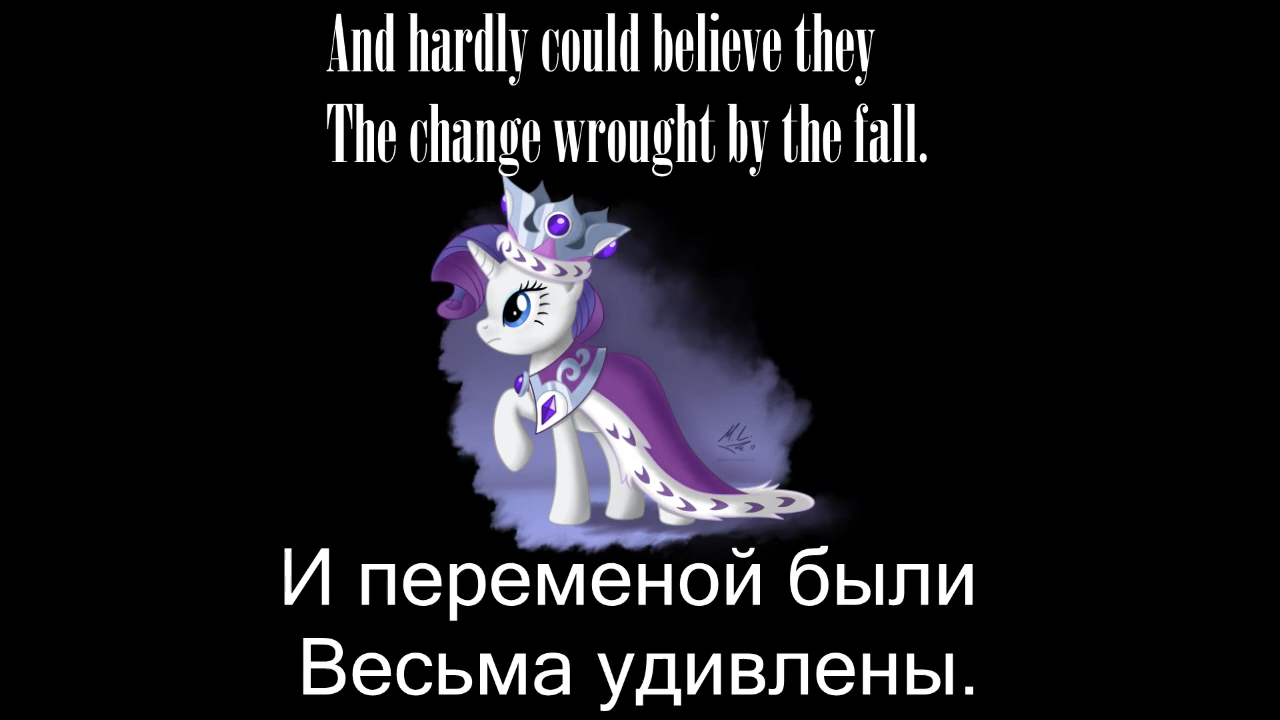 And hardly could believe they
The change wrought by the fall.
И переменой были
Весьма удивлены.